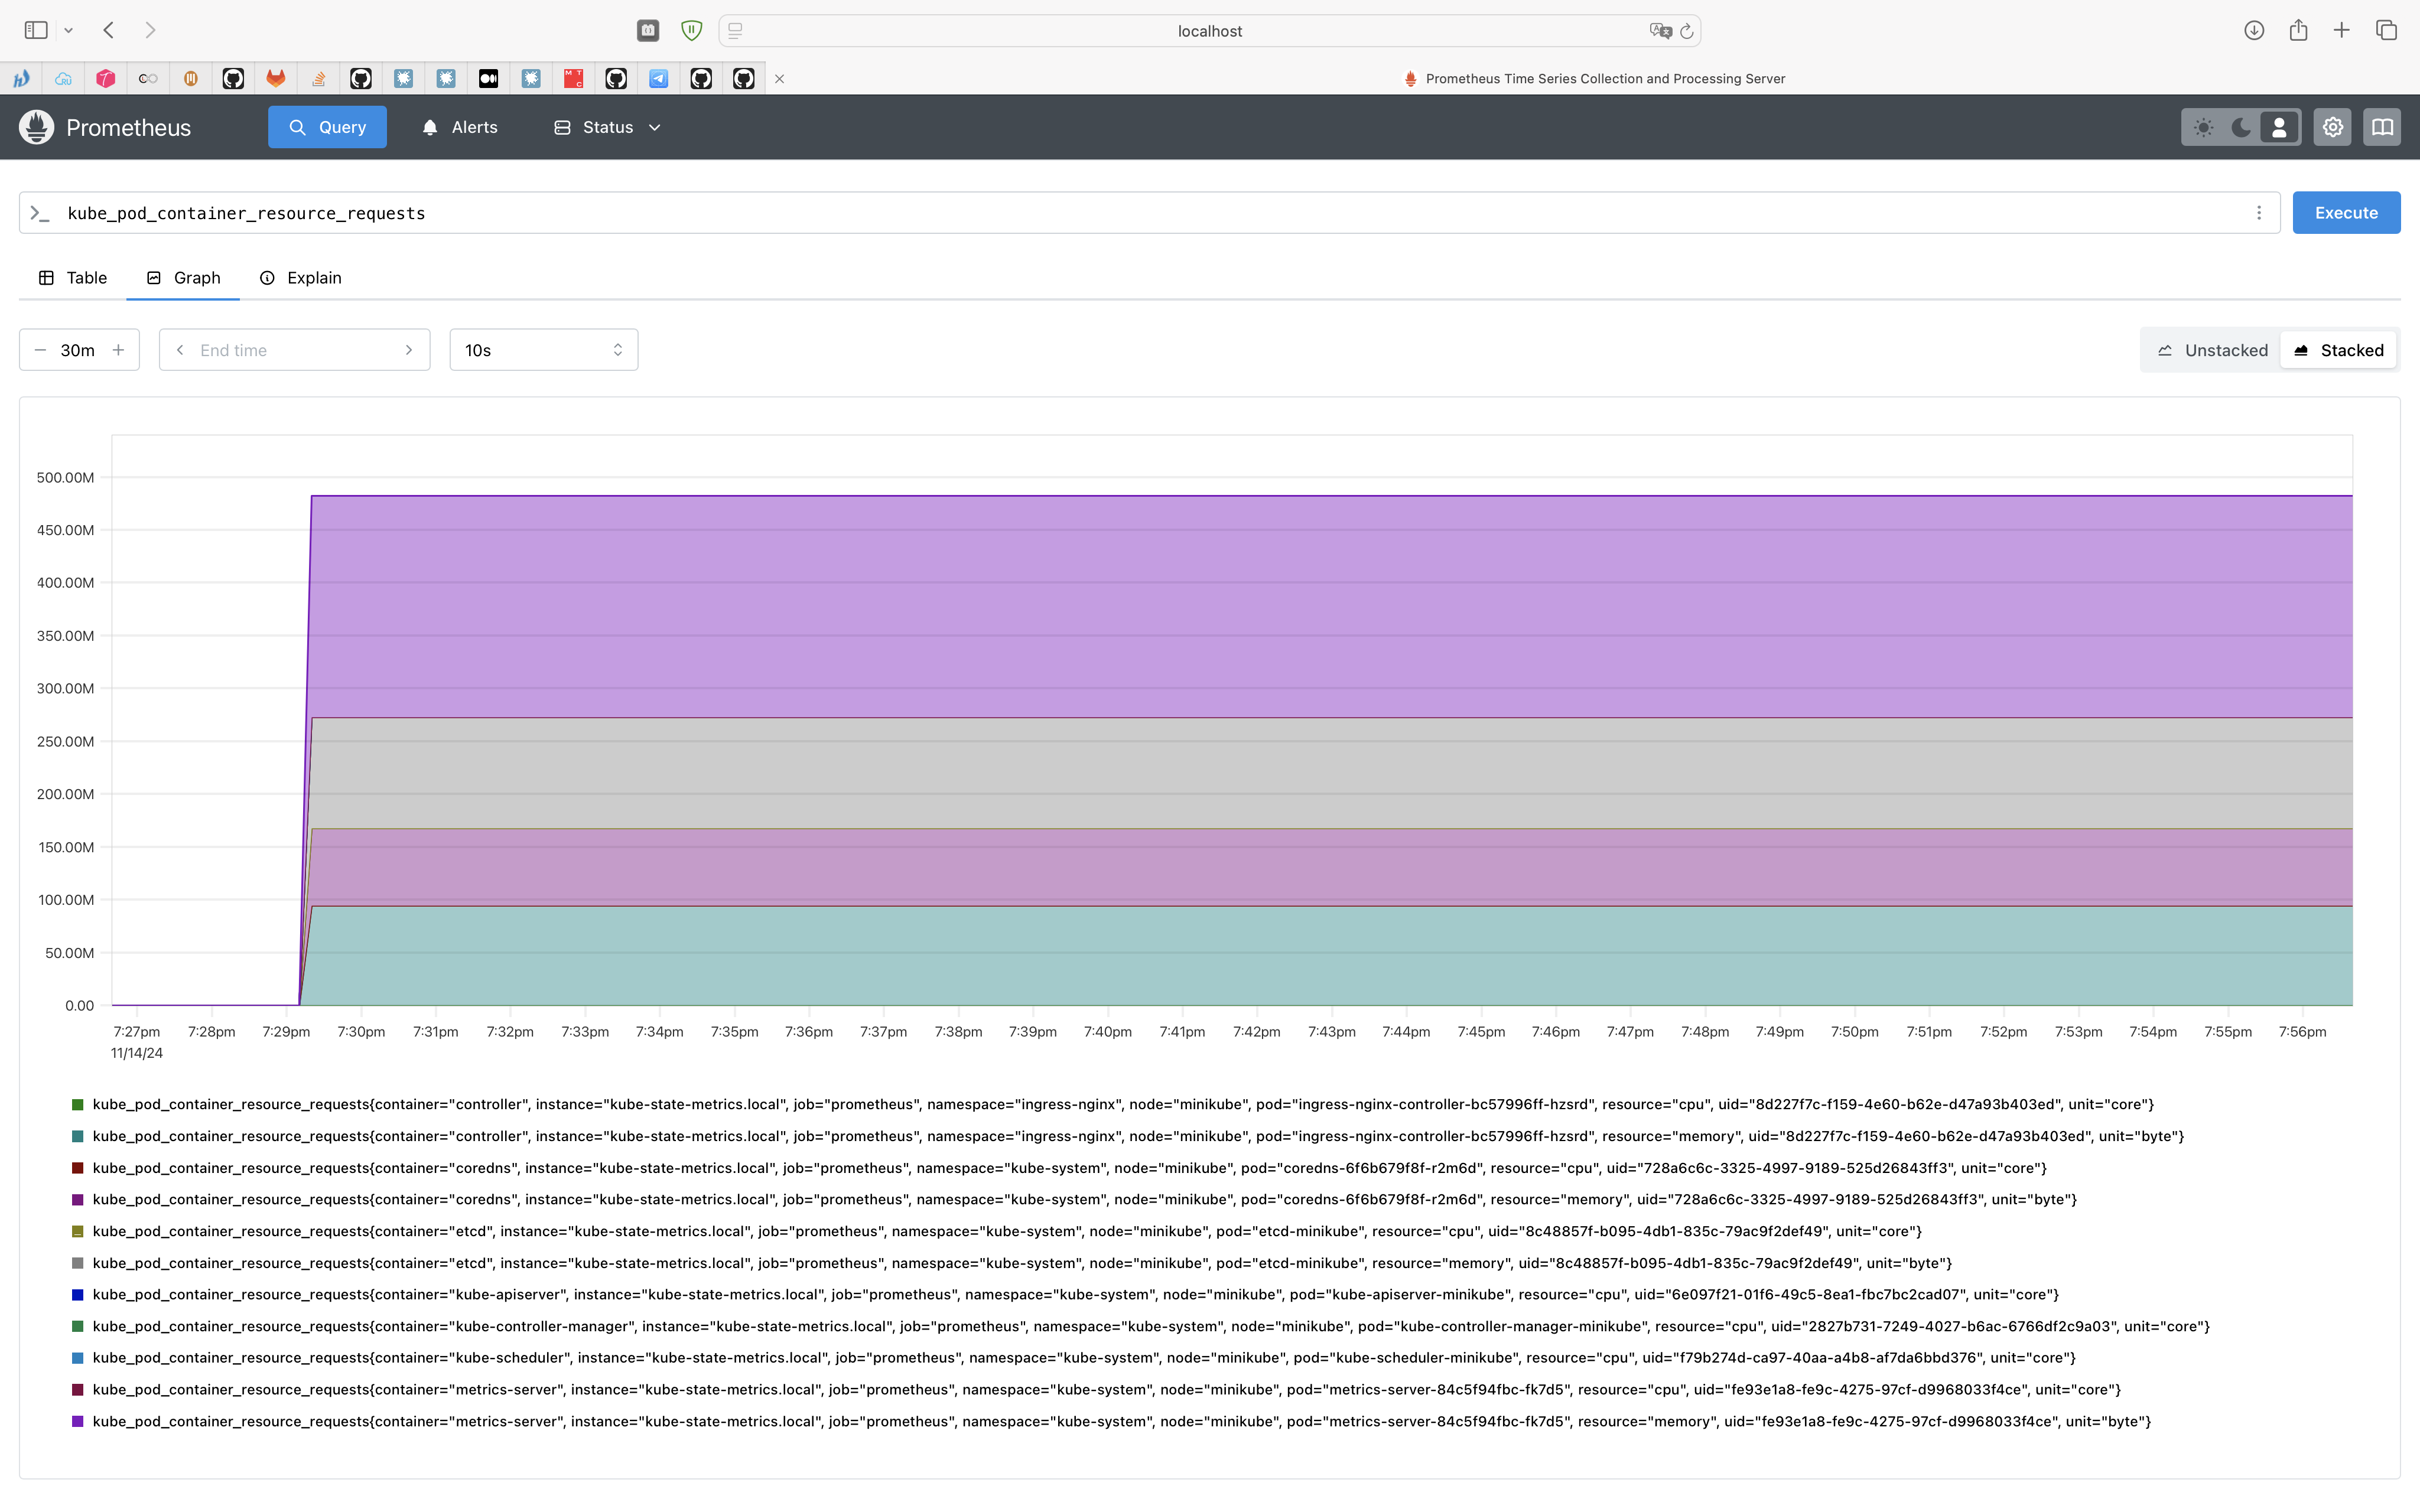 localhost
Prometheus Time Series Collection and Processing Server
Prometheus
Query
Alerts
Status
kube_pod_container_resource_requests
Execute
Table
Graph
Explain
30m
End time
10s
Unstacked
Stacked
500.00M
450.00M
400.00M
350.00M
300.00M
250.00M
200.00M
150.00M
100.00M
50.00M
0.00
7:27pm 7:28pm 7:29pm 7:30pm 7:31pm 7:32pm 7:33pm 7:34pm 7:35pm 7:36pm 7:37pm 7:38pm 7:39pm 7:40pm 7:41pm 7:42pm 7:43pm 7:44pm 7:45pm 7:46pm 7:47pm 7:48pm 7:49pm 7:50pm 7:51pm 7:52pm 7:53pm 7:54pm 7:55pm 7:56pm
11/14/24
kube_pod_container_resource_requests{container="controller", instance="kube-state-metrics.local", job="prometheus", namespace="ingress-nginx", node="minikube", pod="ingress-nginx-controller-bc57996ff-hzsrd", resource="cpu", uid="8d227f7c-f159-4e60-b62e-d47a93b403ed", unit="core"}
kube_pod_container_resource_requests{container="controller", instance="kube-state-metrics.local", job="prometheus", namespace="ingress-nginx", node="minikube", pod="ingress-nginx-controller-bc57996ff-hzsrd", resource="memory", uid="8d227f7c-f159-4e60-b62e-d47a93b403ed", unit="byte"}
kube_pod_container_resource_requests{container="coredns", instance="kube-state-metrics.local", job="prometheus", namespace="kube-system", node="minikube", pod="coredns-6f6b679f8f-r2m6d", resource="cpu", uid="728a6c6c-3325-4997-9189-525d26843ff3", unit="core"}
kube_pod_container_resource_requests{container="coredns", instance="kube-state-metrics.local", job="prometheus", namespace="kube-system", node="minikube", pod="coredns-6f6b679f8f-r2m6d", resource="memory", uid="728a6c6c-3325-4997-9189-525d26843ff3", unit="byte"}
kube_pod_container_resource_requests{container="etcd", instance="kube-state-metrics.local", job="prometheus", namespace="kube-system", node="minikube", pod="etcd-minikube", resource="cpu", uid="8c48857f-b095-4db1-835c-79ac9f2def49", unit="core"}
kube_pod_container_resource_requests{container="etcd", instance="kube-state-metrics.local", job="prometheus", namespace="kube-system", node="minikube", pod="etcd-minikube", resource="memory", uid="8c48857f-b095-4db1-835c-79ac9f2def49", unit="byte"}
kube_pod_container_resource_requests{container="kube-apiserver", instance="kube-state-metrics.local", job="prometheus", namespace="kube-system", node="minikube", pod="kube-apiserver-minikube", resource="cpu", uid="6e097f21-01f6-49c5-8ea1-fbc7bc2cad07", unit="core"}
kube_pod_container_resource_requests{container="kube-controller-manager", instance="kube-state-metrics.local", job="prometheus", namespace="kube-system", node="minikube", pod="kube-controller-manager-minikube", resource="cpu", uid="2827b731-7249-4027-b6ac-6766df2c9a03", unit="core"}
kube_pod_container_resource_requests{container="kube-scheduler", instance="kube-state-metrics.local", job="prometheus", namespace="kube-system", node="minikube", pod="kube-scheduler-minikube", resource="cpu", uid="f79b274d-ca97-40aa-a4b8-af7da6bbd376", unit="core"}
kube_pod_container_resource_requests{container="metrics-server", instance="kube-state-metrics.local", job="prometheus", namespace="kube-system", node="minikube", pod="metrics-server-84c5f94fbc-fk7d5", resource="cpu", uid="fe93e1a8-fe9c-4275-97cf-d9968033f4ce", unit="core"}
kube_pod_container_resource_requests{container="metrics-server", instance="kube-state-metrics.local", job="prometheus", namespace="kube-system", node="minikube", pod="metrics-server-84c5f94fbc-fk7d5", resource="memory", uid="fe93e1a8-fe9c-4275-97cf-d9968033f4ce", unit="byte"}